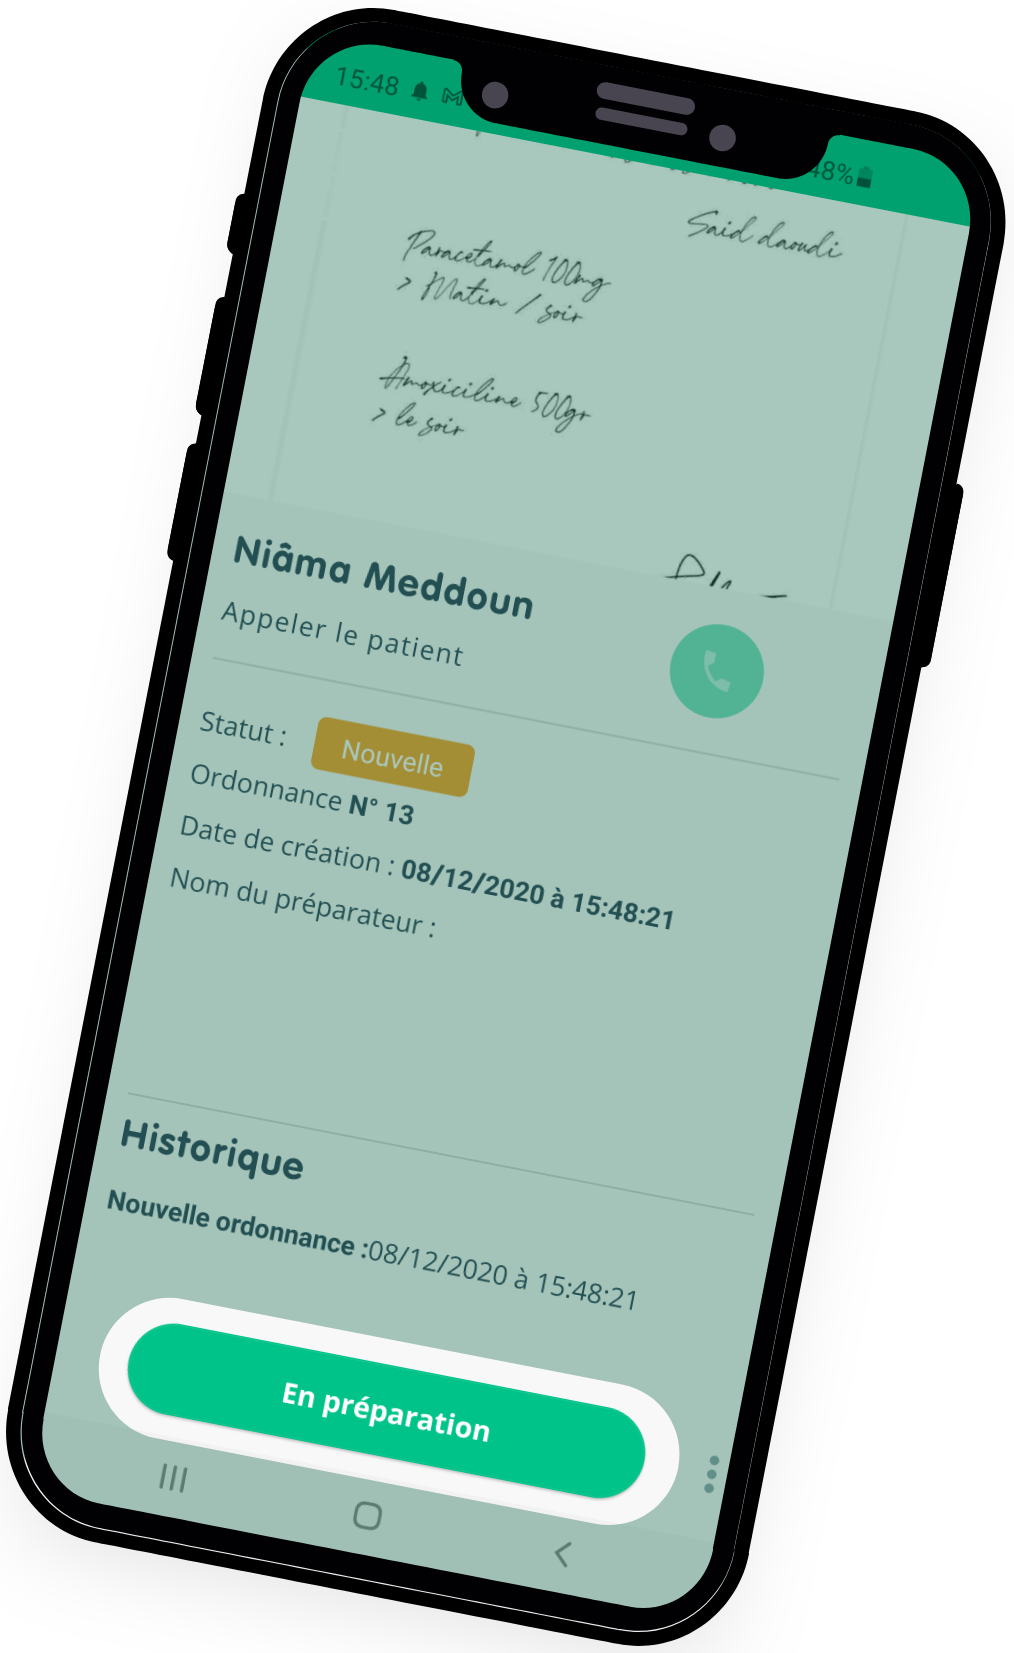 15:48
48%
Said daoudi
Paracetamol 100mg
> Matin / soir
Amoxiciline 500gr
> le soir
Niâma Meddoun
Appeler le patient
Statut : Nouvelle
Ordonnance N° 13
Date de création : 08/12/2020 à 15:48:21
Nom du préparateur :
Historique
Nouvelle ordonnance :08/12/2020 à 15:48:21
En préparation